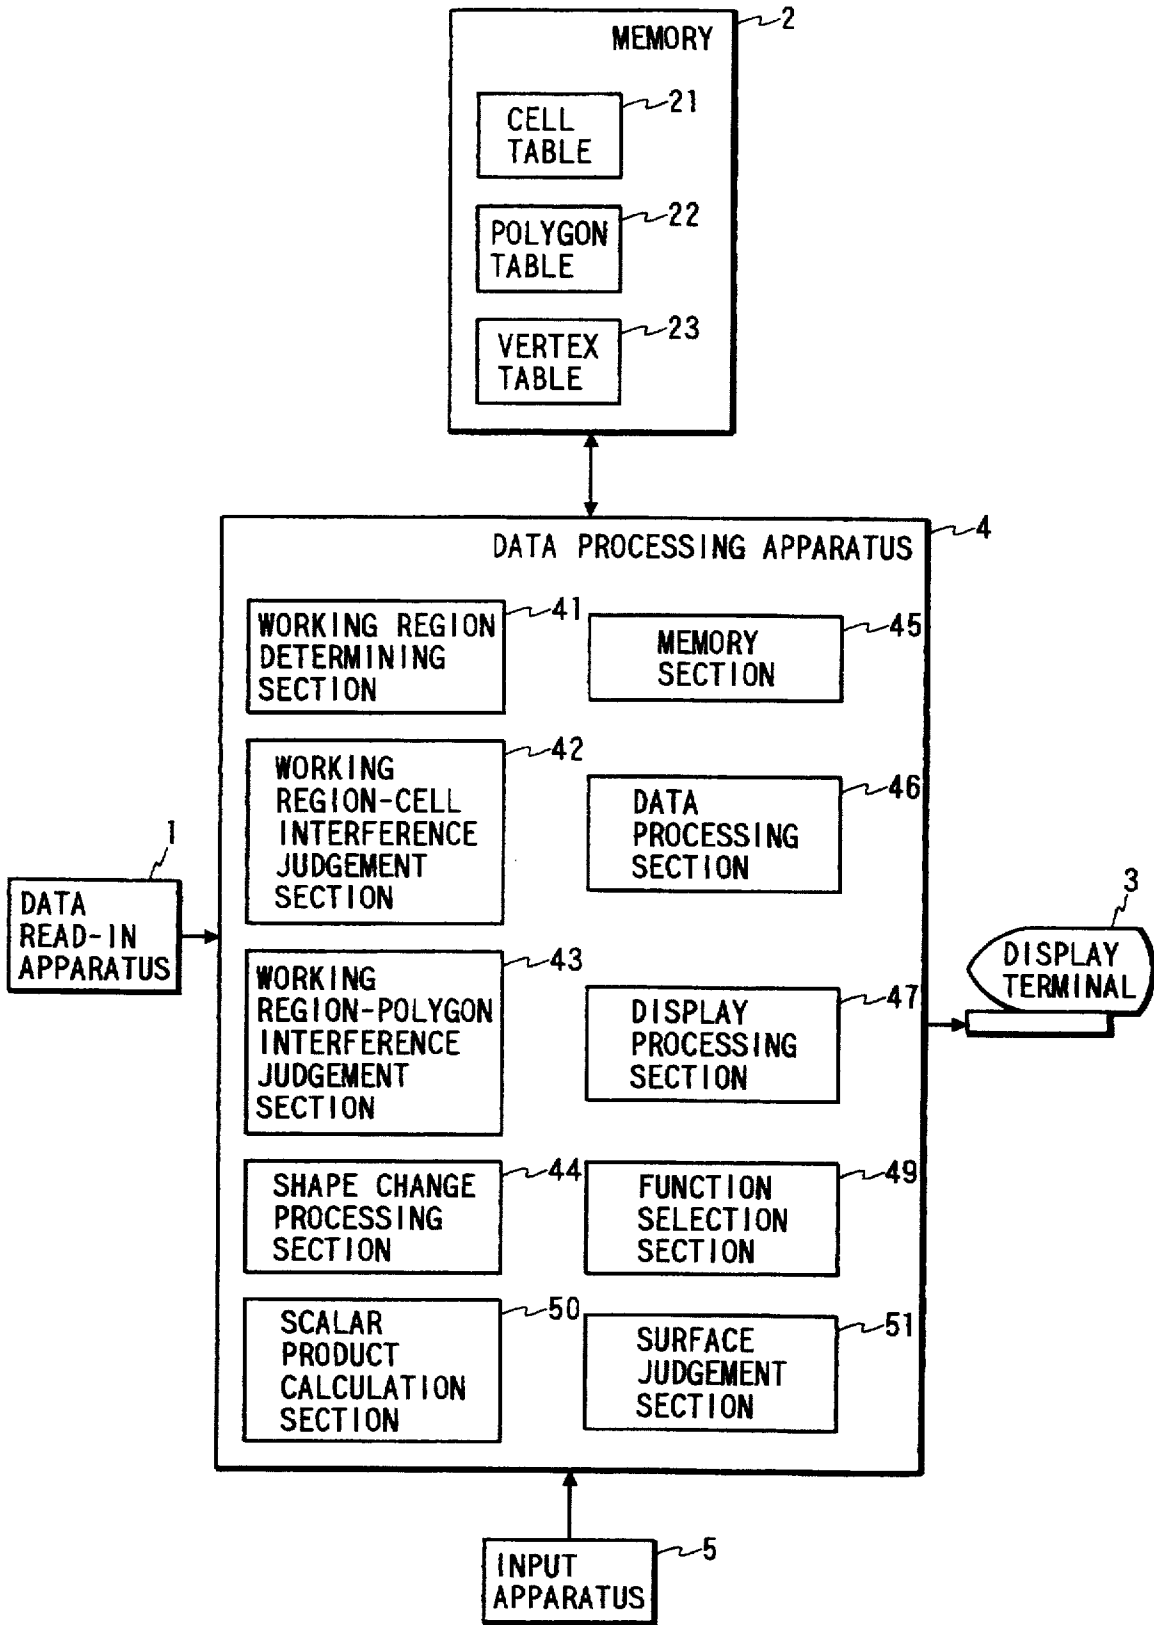 2
MEMORY
21
CELL
TABLE
22
POLYGON
TABLE
23
VERTEX
TABLE
4
DATA PROCESSING APPARATUS
41
WORKING REGION
DETERMINING
SECTION
45
MEMORY
SECTION
42
WORKING
REGION-CELL
INTERFERENCE
JUDGEMENT
SECTION
46
DATA
PROCESSING
SECTION
1
DATA
READ-IN
APPARATUS
43
WORKING
REGION-POLYGON
INTERFERENCE
JUDGEMENT
SECTION
47
DISPLAY
PROCESSING
SECTION
3
DISPLAY
TERMINAL
44
SHAPE CHANGE
PROCESSING
SECTION
49
FUNCTION
SELECTION
SECTION
50
SCALAR
PRODUCT
CALCULATION
SECTION
51
SURFACE
JUDGEMENT
SECTION
5
INPUT
APPARATUS